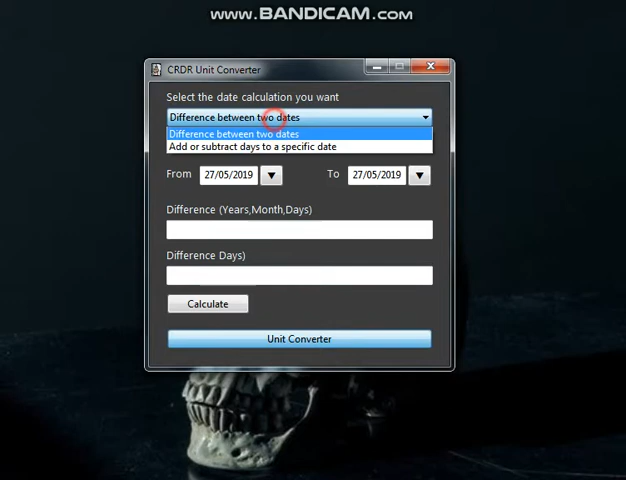 www.BANDICAM.com
CRDR Unit Converter
Select the date calculation you want
Difference between two dates
Difference between two dates
Add or subtract days to a specific date
From 27/05/2019 To 27/05/2019
Difference (Years,Month,Days)
Difference Days)
Calculate
Unit Converter